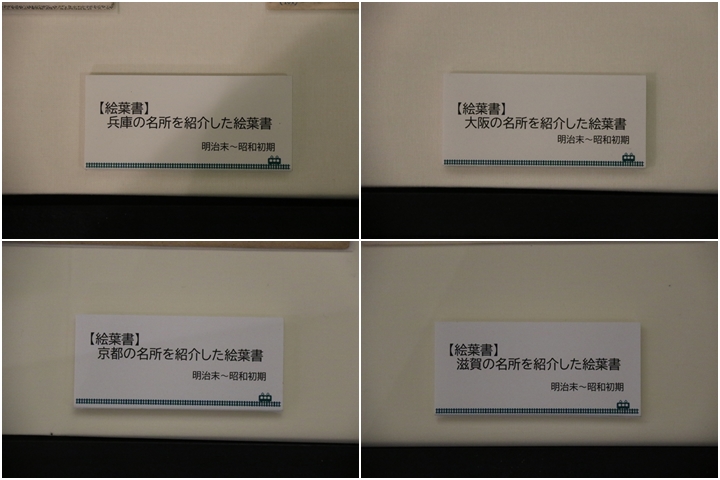 【絵葉書】
兵庫の名所を紹介した絵葉書
明治末～昭和初期
【絵葉書】
大阪の名所を紹介した絵葉書
明治末～昭和初期
【絵葉書】
京都の名所を紹介した絵葉書
明治末～昭和初期
【絵葉書】
滋賀の名所を紹介した絵葉書
明治末～昭和初期